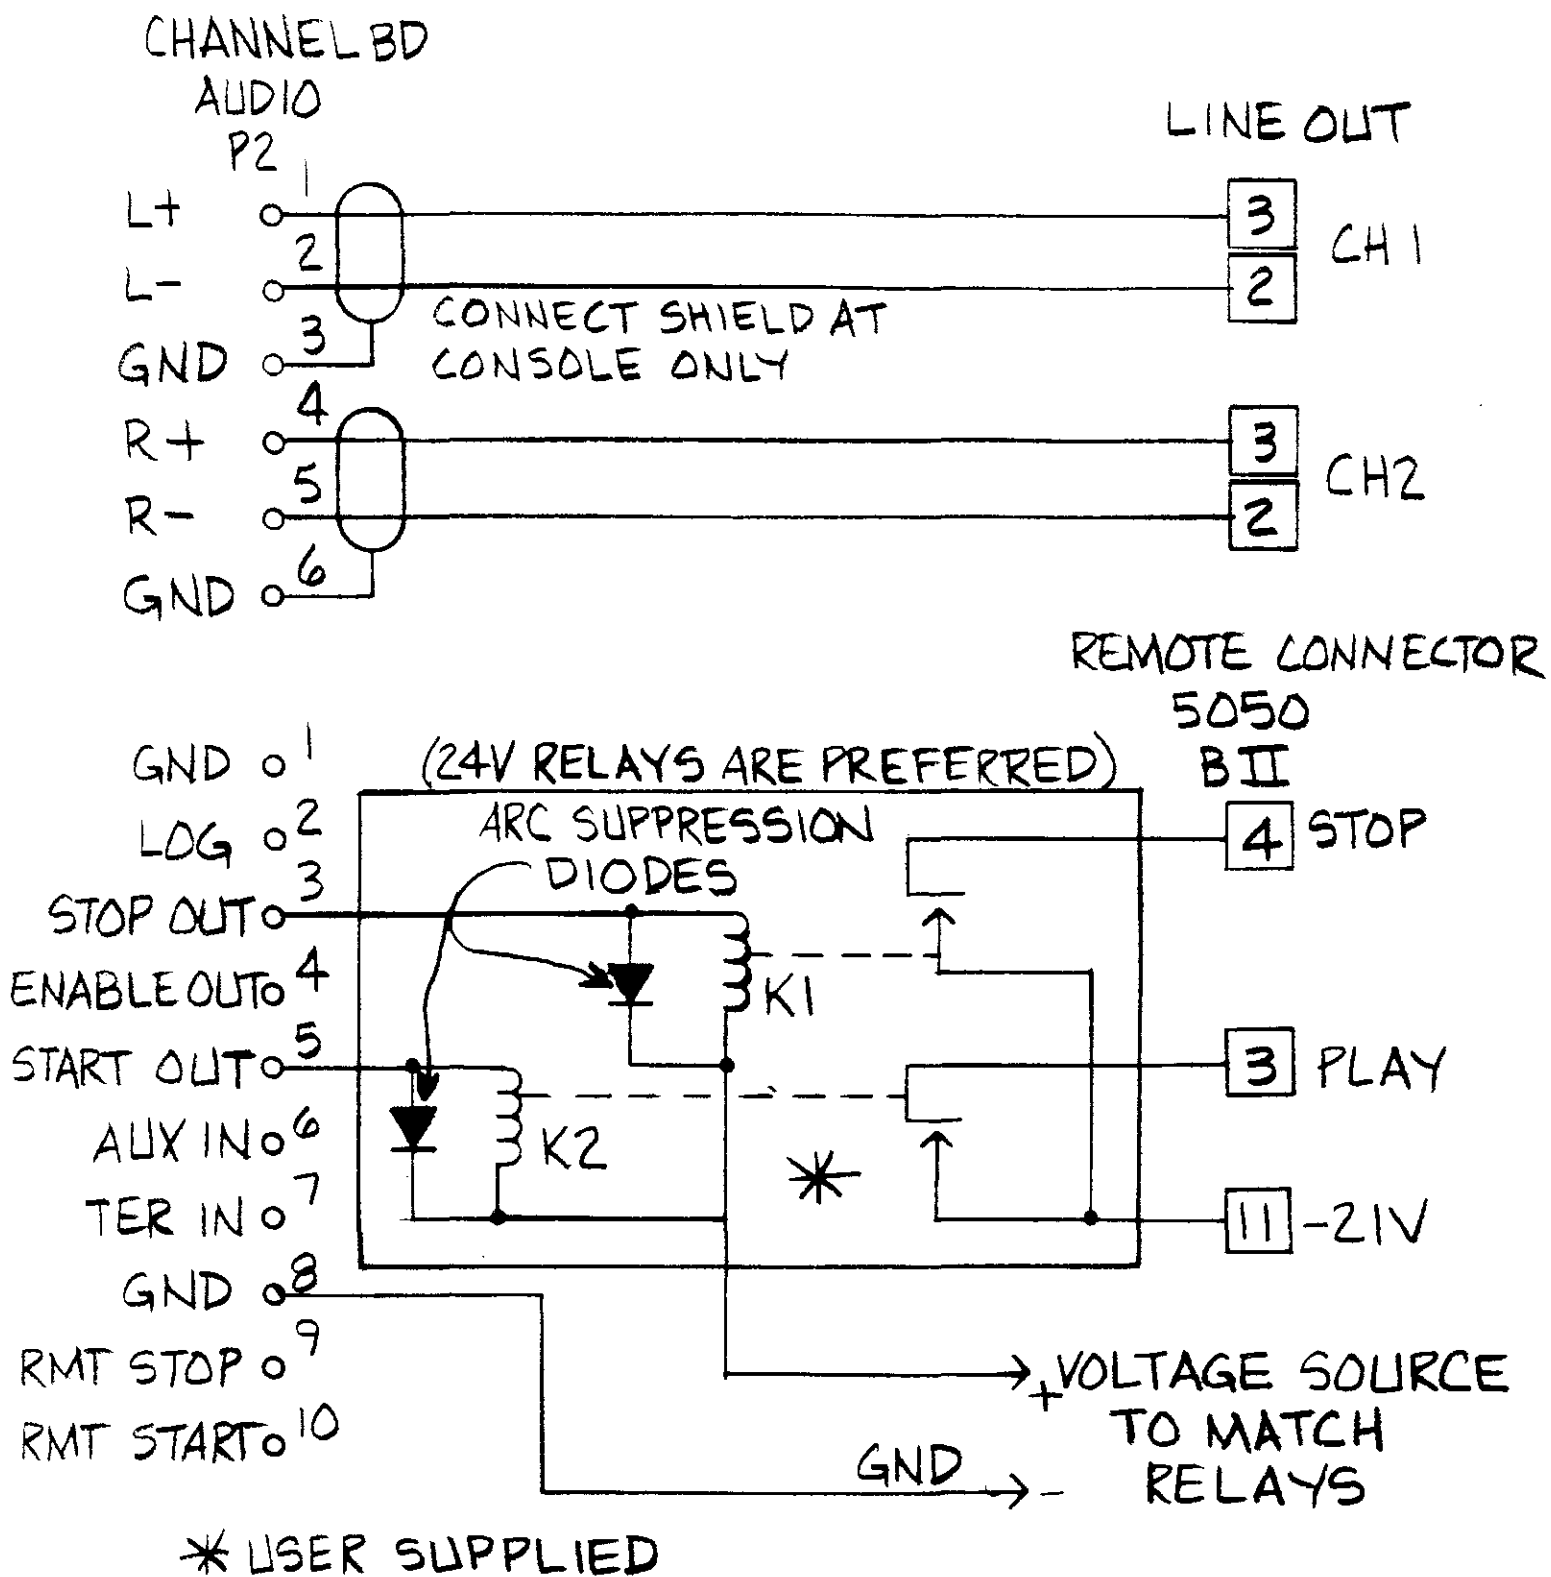 CHANNEL BD
AUDIO
P2
LINE OUT
L+ 1
3
L- 2
2
CH 1
GND 3
CONNECT SHIELD AT
CONSOLE ONLY
R+ 4
3
R- 5
2
CH2
GND 6
REMOTE CONNECTOR
5050
B II
GND 1
(24V RELAYS ARE PREFERRED)
LOG 2
ARC SUPPRESSION
DIODES
4 STOP
STOP OUT 3
ENABLE OUT 4
K1
START OUT 5
3 PLAY
AUX IN 6
K2
*
TER IN 7
11 -21V
GND 8
RMT STOP 9
+ VOLTAGE SOURCE
TO MATCH
RELAYS
RMT START 10
GND -
* USER SUPPLIED